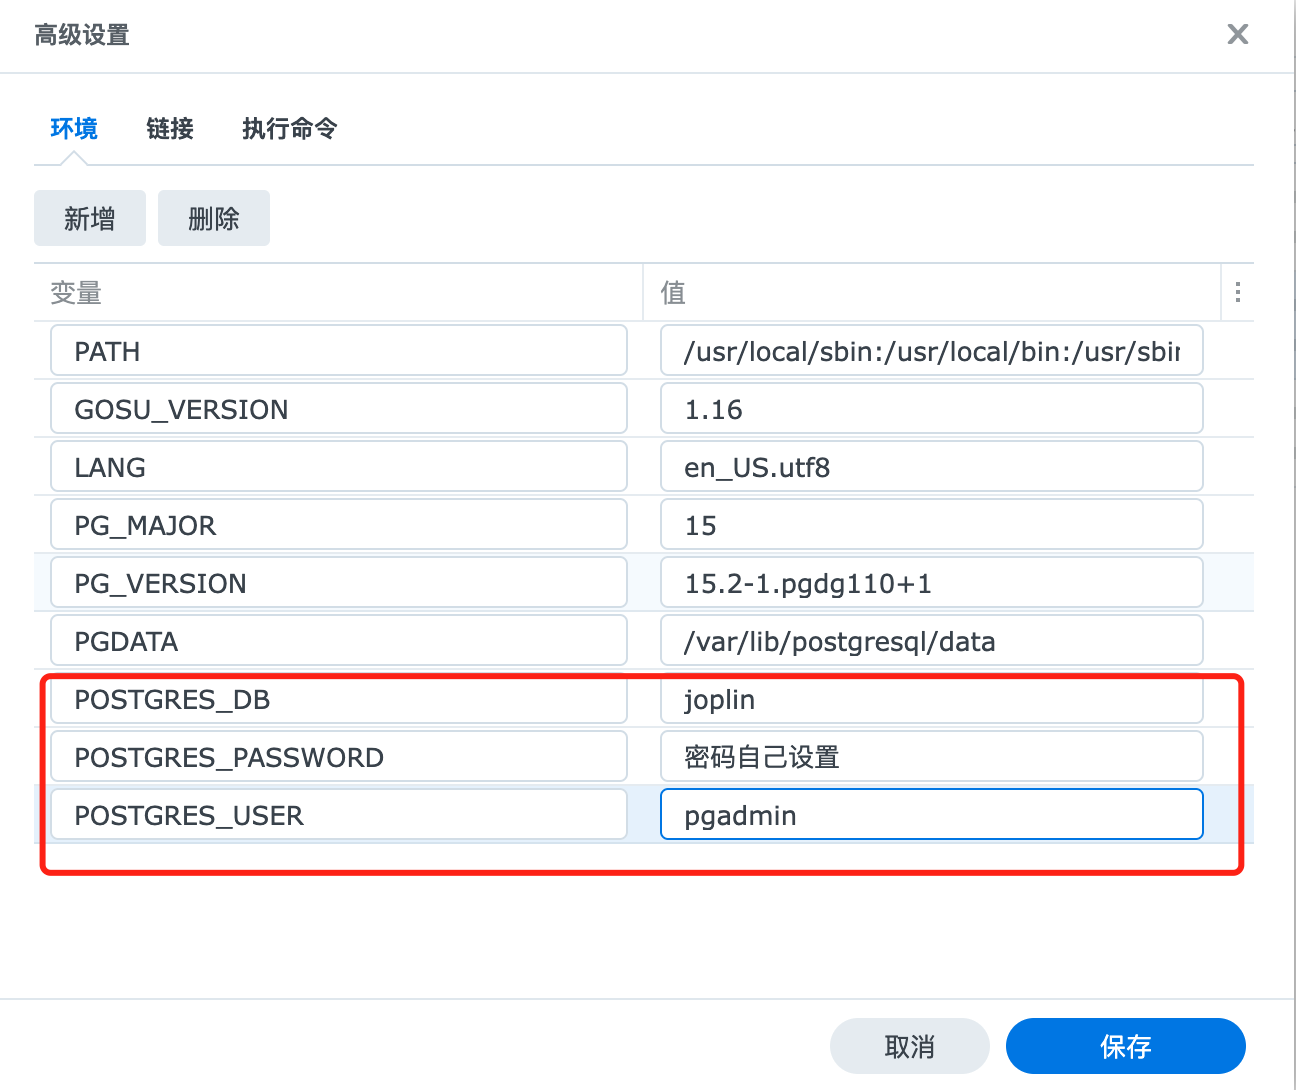 高级设置
环境 链接 执行命令
新增 删除
变量 值
PATH /usr/local/sbin:/usr/local/bin:/usr/sbin
GOSU_VERSION 1.16
LANG en_US.utf8
PG_MAJOR 15
PG_VERSION 15.2-1.pgdg110+1
PGDATA /var/lib/postgresql/data
POSTGRES_DB joplin
POSTGRES_PASSWORD 密码自己设置
POSTGRES_USER pgadmin
取消 保存